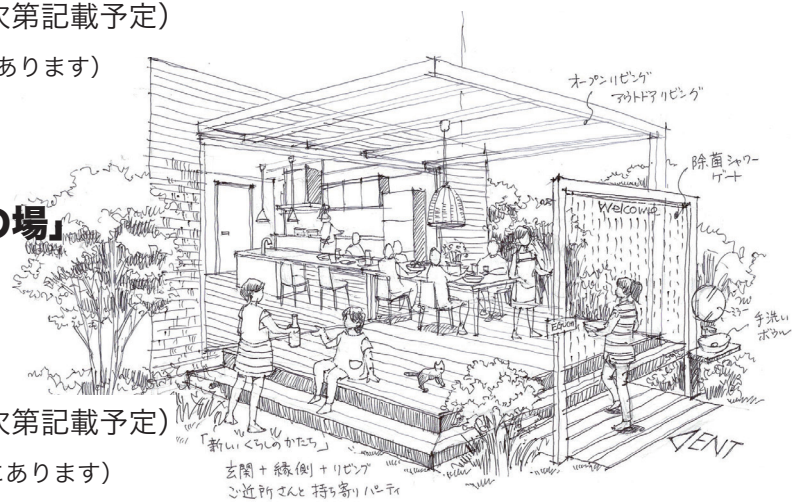 次第記載予定)
あります)
オープンリビング
アウトドアリビング
除菌シャワー
ゲート
の場」
Welcome
ミラー
手洗い
ボウル
次第記載予定)
にあります)
「新しいくらしのかたち」
玄関+縁側+リビング
ご近所さんと持ち寄りパーティ